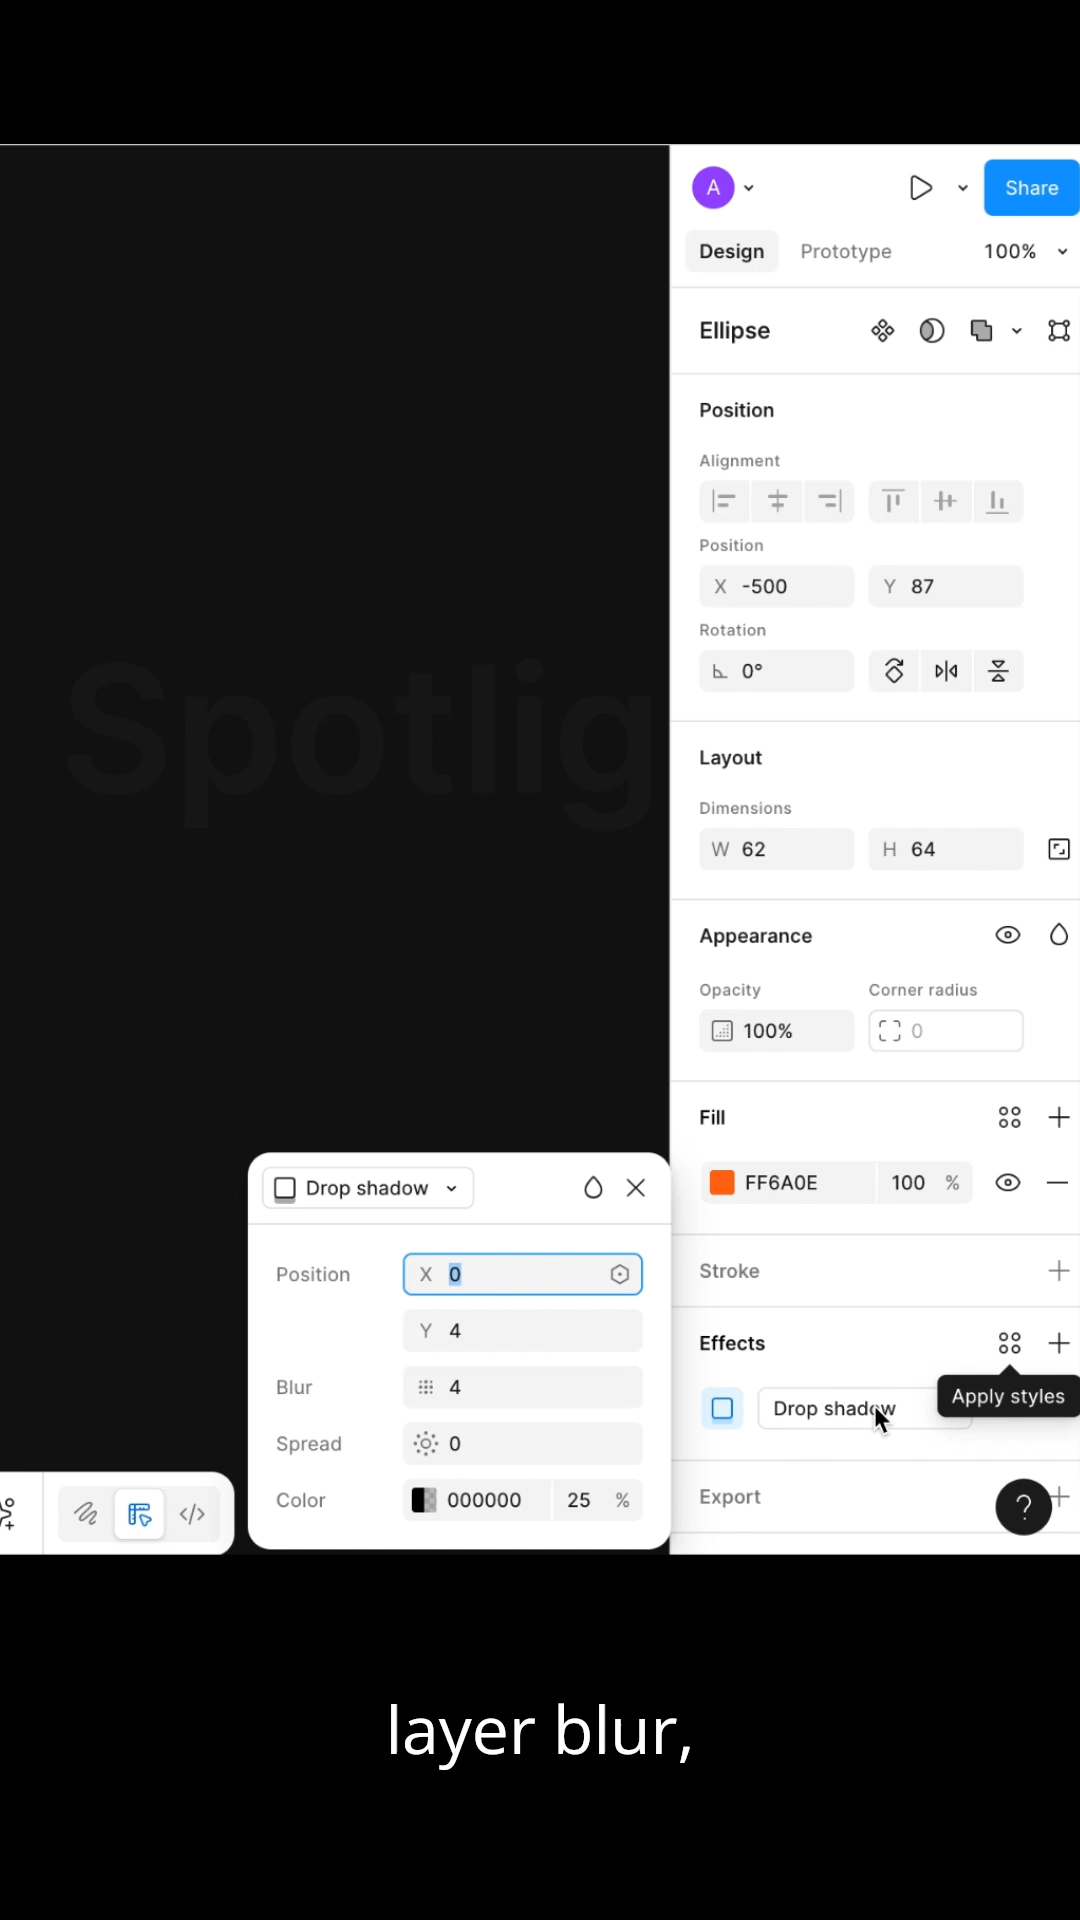 A
Share
Design
Prototype
100%
Ellipse
Position
Alignment
Position
X -500
Y 87
Rotation
0°
Spotlig
Layout
Dimensions
W 62
H 64
Appearance
Opacity
Corner radius
100%
0
Fill
FF6A0E
100 %
Stroke
Effects
Apply styles
Drop shadow
Export
?
Drop shadow
Position
X 0
Y 4
Blur
4
Spread
0
Color
000000
25 %
</>
layer blur,